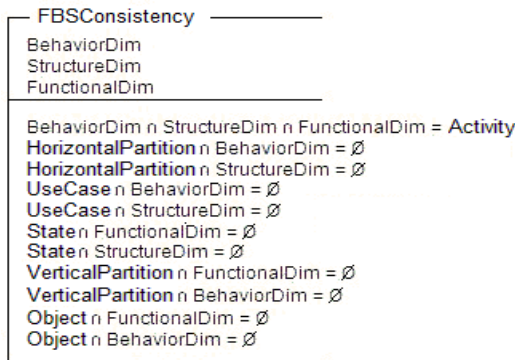 FBSConsistency
BehaviorDim
StructureDim
FunctionalDim
BehaviorDim ∩ StructureDim ∩ FunctionalDim = Activity
HorizontalPartition ∩ BehaviorDim = Ø
HorizontalPartition ∩ StructureDim = Ø
UseCase ∩ BehaviorDim = Ø
UseCase ∩ StructureDim = Ø
State ∩ FunctionalDim = Ø
State ∩ StructureDim = Ø
VerticalPartition ∩ FunctionalDim = Ø
VerticalPartition ∩ BehaviorDim = Ø
Object ∩ FunctionalDim = Ø
Object ∩ BehaviorDim = Ø